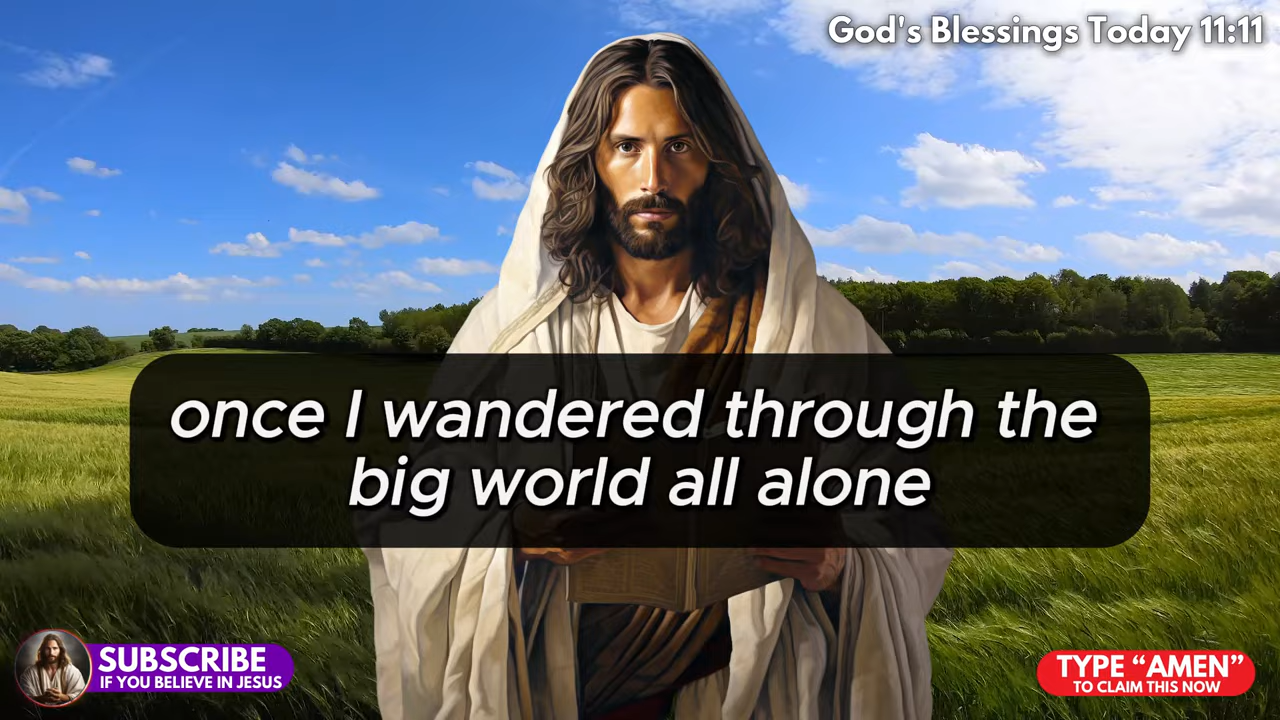 God's Blessings Today 11:11
once I wandered through the
big world all alone
SUBSCRIBE
IF YOU BELIEVE IN JESUS
TYPE “AMEN”
TO CLAIM THIS NOW